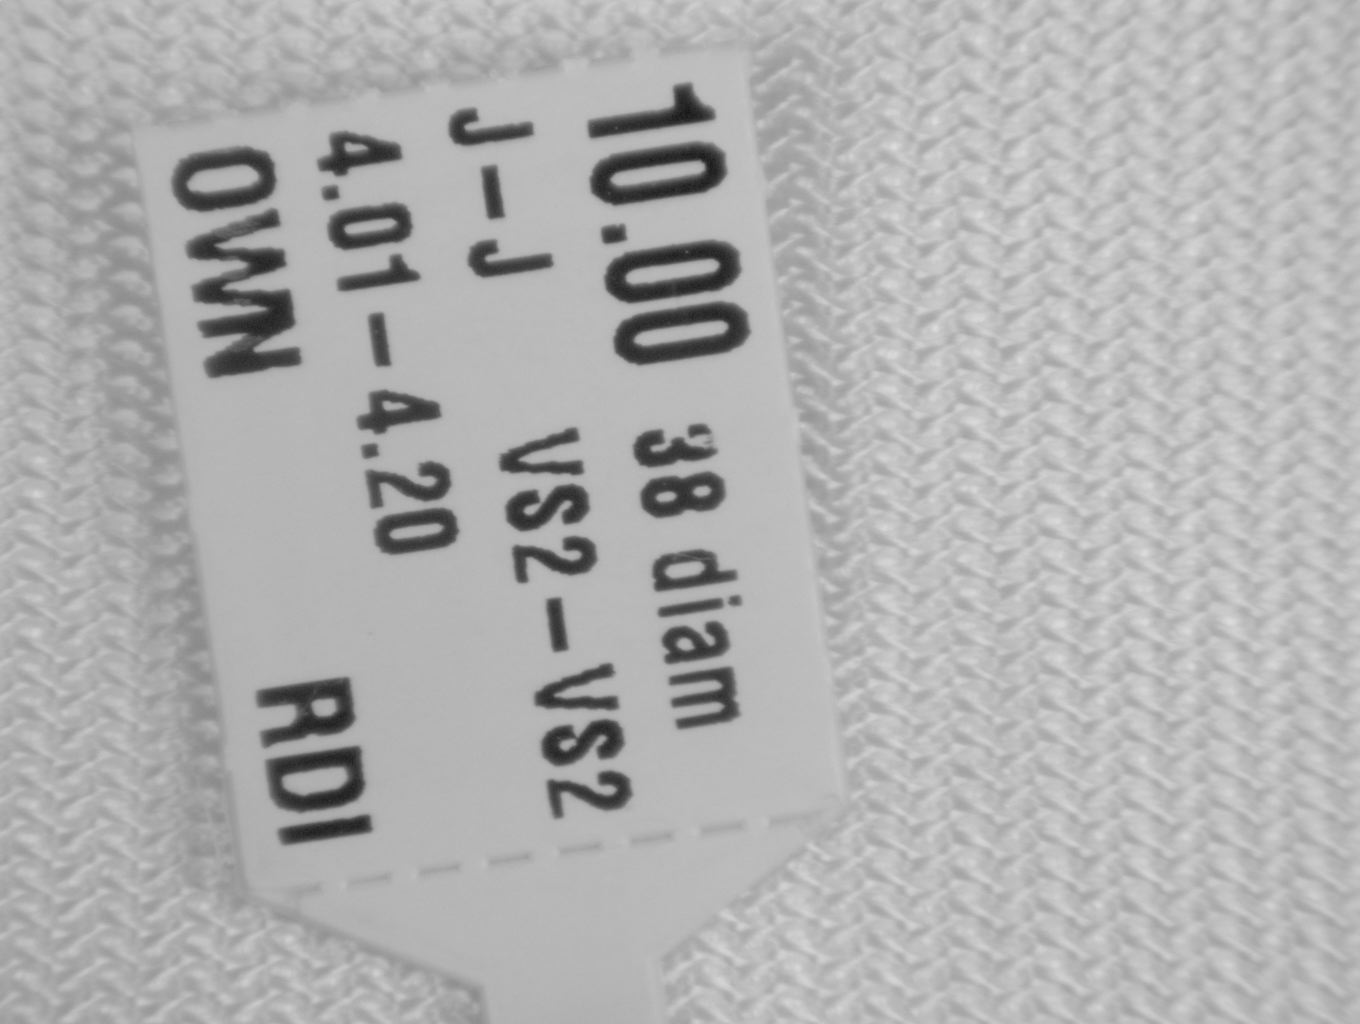 10.00 38 diam
J-J VS2-VS2
4.01-4.20
OWN RDI